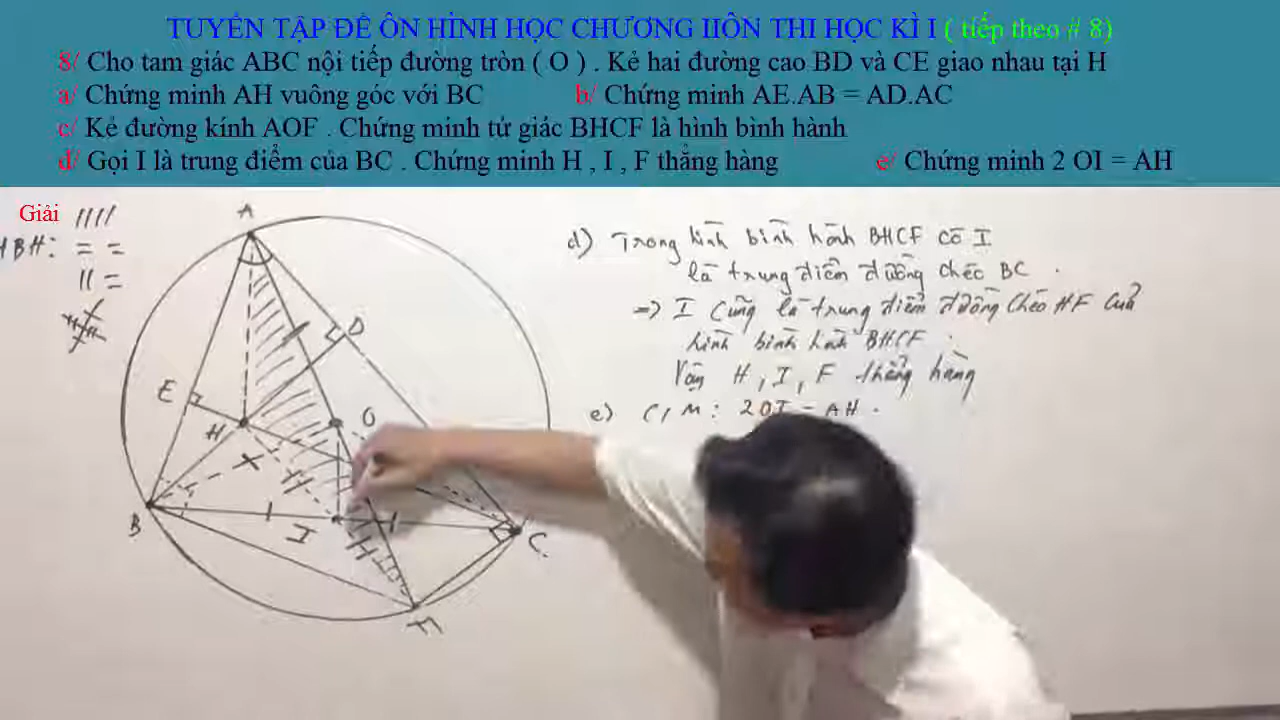 TUYỂN TẬP ĐỀ ÔN HÌNH HỌC CHƯƠNG IIÔN THI HỌC KÌ I ( tiếp theo # 8)
8/ Cho tam giác ABC nội tiếp đường tròn ( O ) . Kẻ hai đường cao BD và CE giao nhau tại H
a/ Chứng minh AH vuông góc với BC b/ Chứng minh AE.AB = AD.AC
c/ Kẻ đường kính AOF . Chứng minh tứ giác BHCF là hình bình hành
d/ Gọi I là trung điểm của BC . Chứng minh H , I , F thẳng hàng e/ Chứng minh 2 OI = AH
Giải
HBH:
A
D
E
H
O
B
I
C
F
d) Trong hình bình hành BHCF có I
là trung điểm đường chéo BC .
=> I cũng là trung điểm đường chéo HF của
hình bình hành BHCF .
Vậy H, I, F thẳng hàng
e) C/M: 2OI = AH .